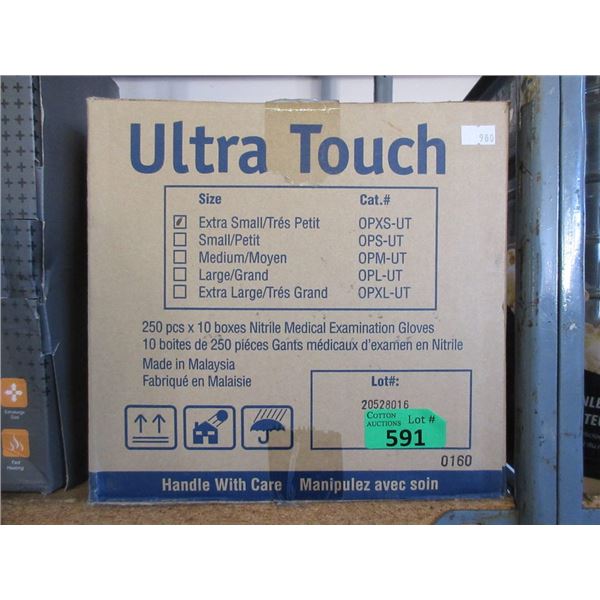 Ultra Touch
960
Size Cat.#
Extra Small/Trés Petit OPXS-UT
Small/Petit OPS-UT
Medium/Moyen OPM-UT
Large/Grand OPL-UT
Extra Large/Trés Grand OPXL-UT
250 pcs x 10 boxes Nitrile Medical Examination Gloves
10 boites de 250 piéces Gants médicaux d'examen en Nitrile
Made in Malaysia
Fabriqué en Malaisie
Lot#:
20528016
COTTON AUCTIONS Lot #
591
0160
Handle With Care Manipulez avec soin
Fast
Heating